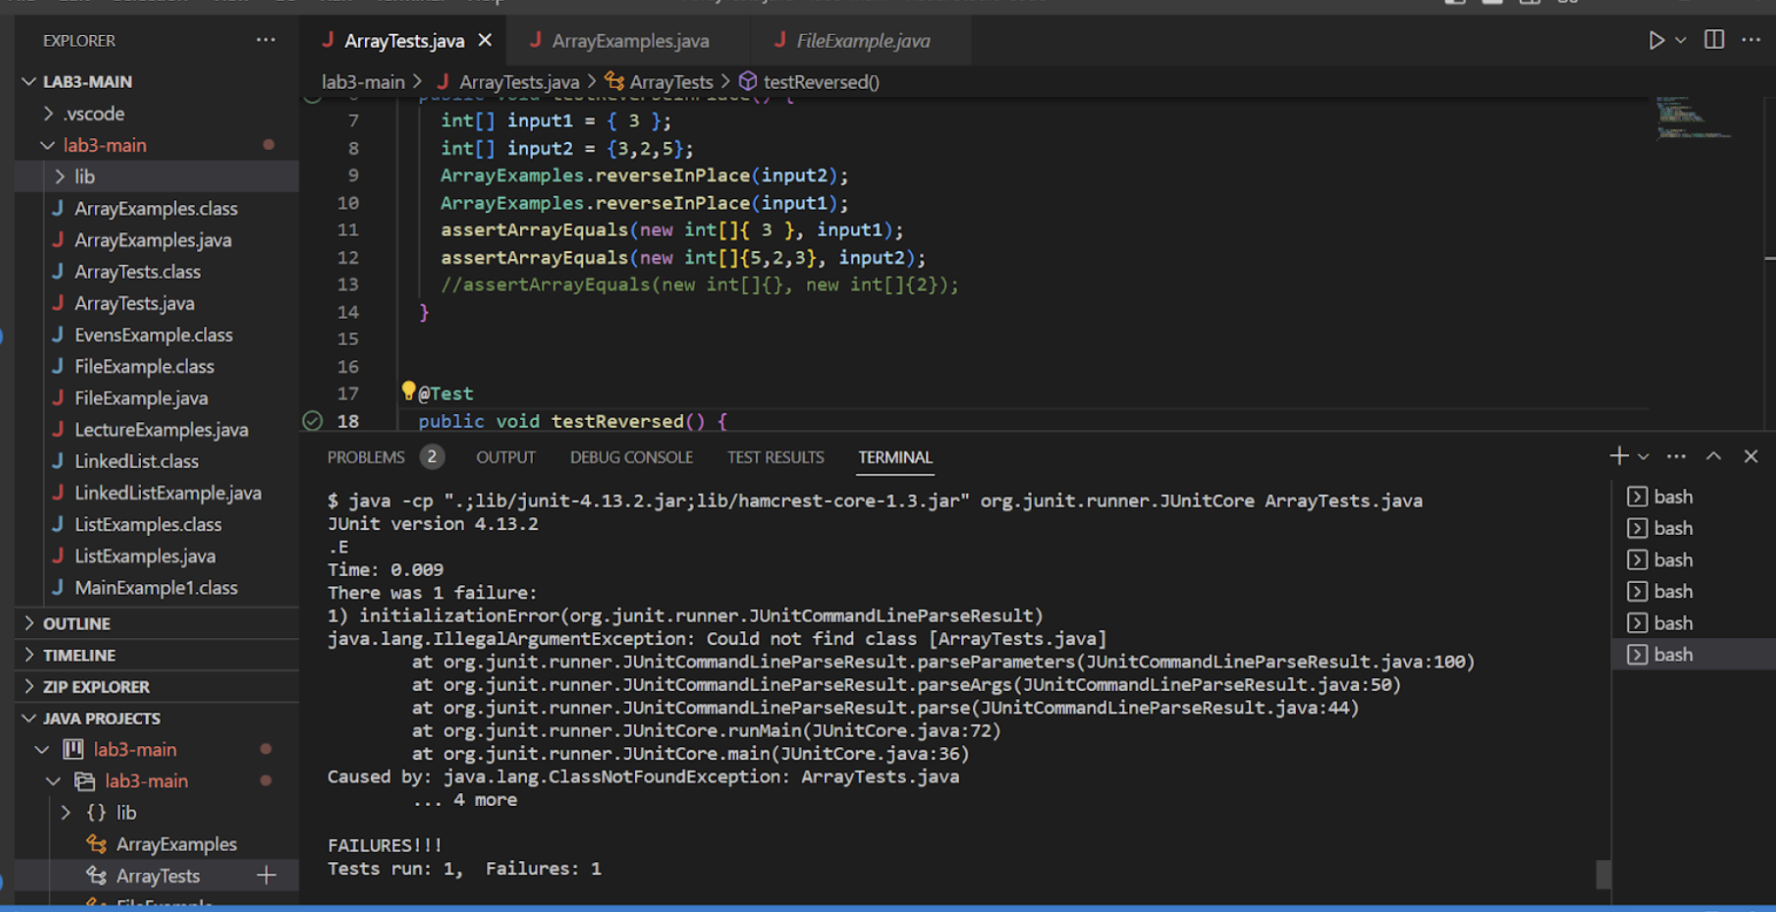 EXPLORER
LAB3-MAIN
.vscode
lab3-main
lib
ArrayExamples.class
ArrayExamples.java
ArrayTests.class
ArrayTests.java
EvensExample.class
FileExample.class
FileExample.java
LectureExamples.java
LinkedList.class
LinkedListExample.java
ListExamples.class
ListExamples.java
MainExample1.class
OUTLINE
TIMELINE
ZIP EXPLORER
JAVA PROJECTS
lab3-main
lab3-main
{} lib
ArrayExamples
ArrayTests
FileExample
ArrayTests.java
ArrayExamples.java
FileExample.java
lab3-main > ArrayTests.java > ArrayTests > testReversed()
public void testReverseInPlace() {
7 int[] input1 = { 3 };
8 int[] input2 = {3,2,5};
9 ArrayExamples.reverseInPlace(input2);
10 ArrayExamples.reverseInPlace(input1);
11 assertArrayEquals(new int[]{ 3 }, input1);
12 assertArrayEquals(new int[]{5,2,3}, input2);
13 //assertArrayEquals(new int[]{}, new int[]{2});
14 }
15
16
17 @Test
18 public void testReversed() {
PROBLEMS 2 OUTPUT DEBUG CONSOLE TEST RESULTS TERMINAL
$ java -cp ".;lib/junit-4.13.2.jar;lib/hamcrest-core-1.3.jar" org.junit.runner.JUnitCore ArrayTests.java
JUnit version 4.13.2
.E
Time: 0.009
There was 1 failure:
1) initializationError(org.junit.runner.JUnitCommandLineParseResult)
java.lang.IllegalArgumentException: Could not find class [ArrayTests.java]
at org.junit.runner.JUnitCommandLineParseResult.parseParameters(JUnitCommandLineParseResult.java:100)
at org.junit.runner.JUnitCommandLineParseResult.parseArgs(JUnitCommandLineParseResult.java:50)
at org.junit.runner.JUnitCommandLineParseResult.parse(JUnitCommandLineParseResult.java:44)
at org.junit.runner.JUnitCore.runMain(JUnitCore.java:72)
at org.junit.runner.JUnitCore.main(JUnitCore.java:36)
Caused by: java.lang.ClassNotFoundException: ArrayTests.java
... 4 more
FAILURES!!!
Tests run: 1,  Failures: 1
bash
bash
bash
bash
bash
bash